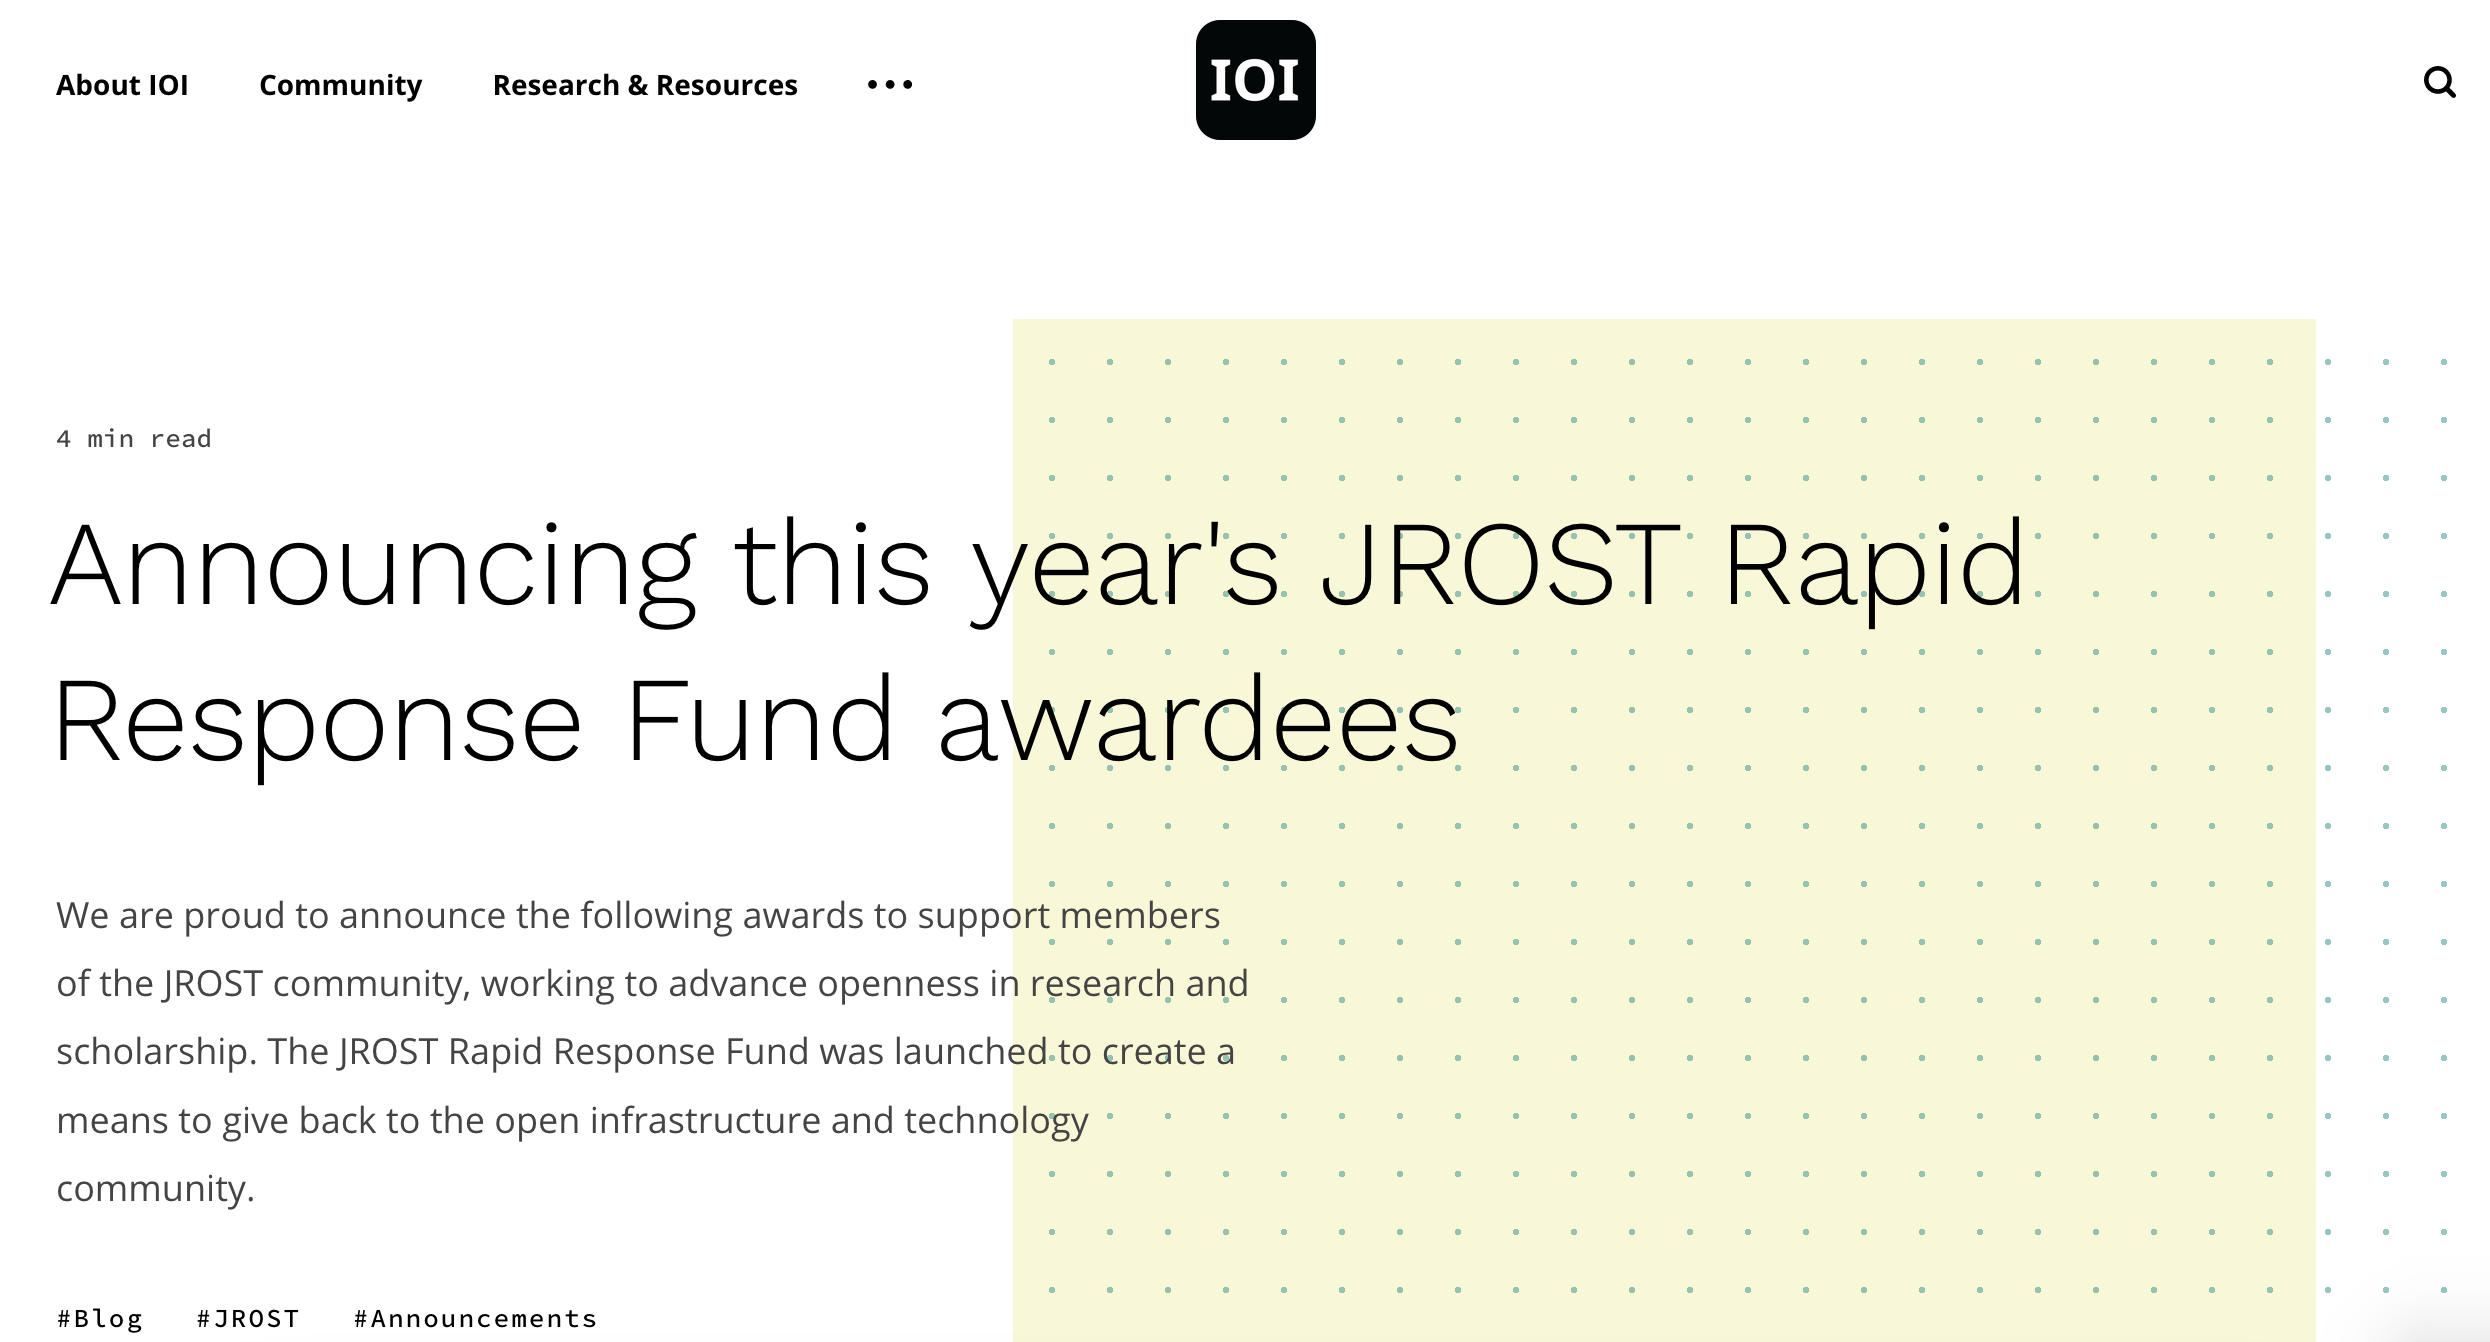 About IOI Community Research & Resources •••
IOI
4 min read
Announcing this year's JROST Rapid
Response Fund awardees
We are proud to announce the following awards to support members
of the JROST community, working to advance openness in research and
scholarship. The JROST Rapid Response Fund was launched to create a
means to give back to the open infrastructure and technology
community.
#Blog #JROST #Announcements